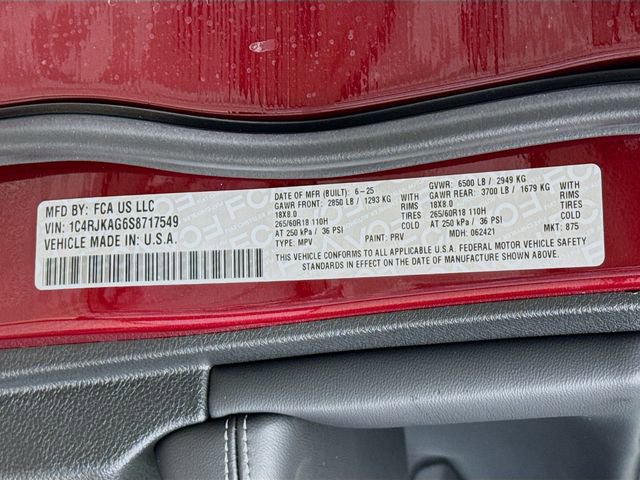 MFD BY: FCA US LLC
VIN: 1C4RJKAG6S8717549
VEHICLE MADE IN: U.S.A.
DATE OF MFR (BUILT): 6-25 GVWR: 6500 LB / 2949 KG
GAWR FRONT: 2850 LB / 1293 KG WITH GAWR REAR: 3700 LB / 1679 KG WITH
18X8.0 RIMS 18X8.0 RIMS
265/60R18 110H TIRES 265/60R18 110H TIRES
AT 250 kPa / 36 PSI COLD AT 250 kPa / 36 PSI COLD
TYPE: MPV PAINT: PRV MDH: 062421 MKT: 875
THIS VEHICLE CONFORMS TO ALL APPLICABLE U.S.A. FEDERAL MOTOR VEHICLE SAFETY
STANDARDS IN EFFECT ON THE DATE OF MANUFACTURE SHOWN ABOVE.